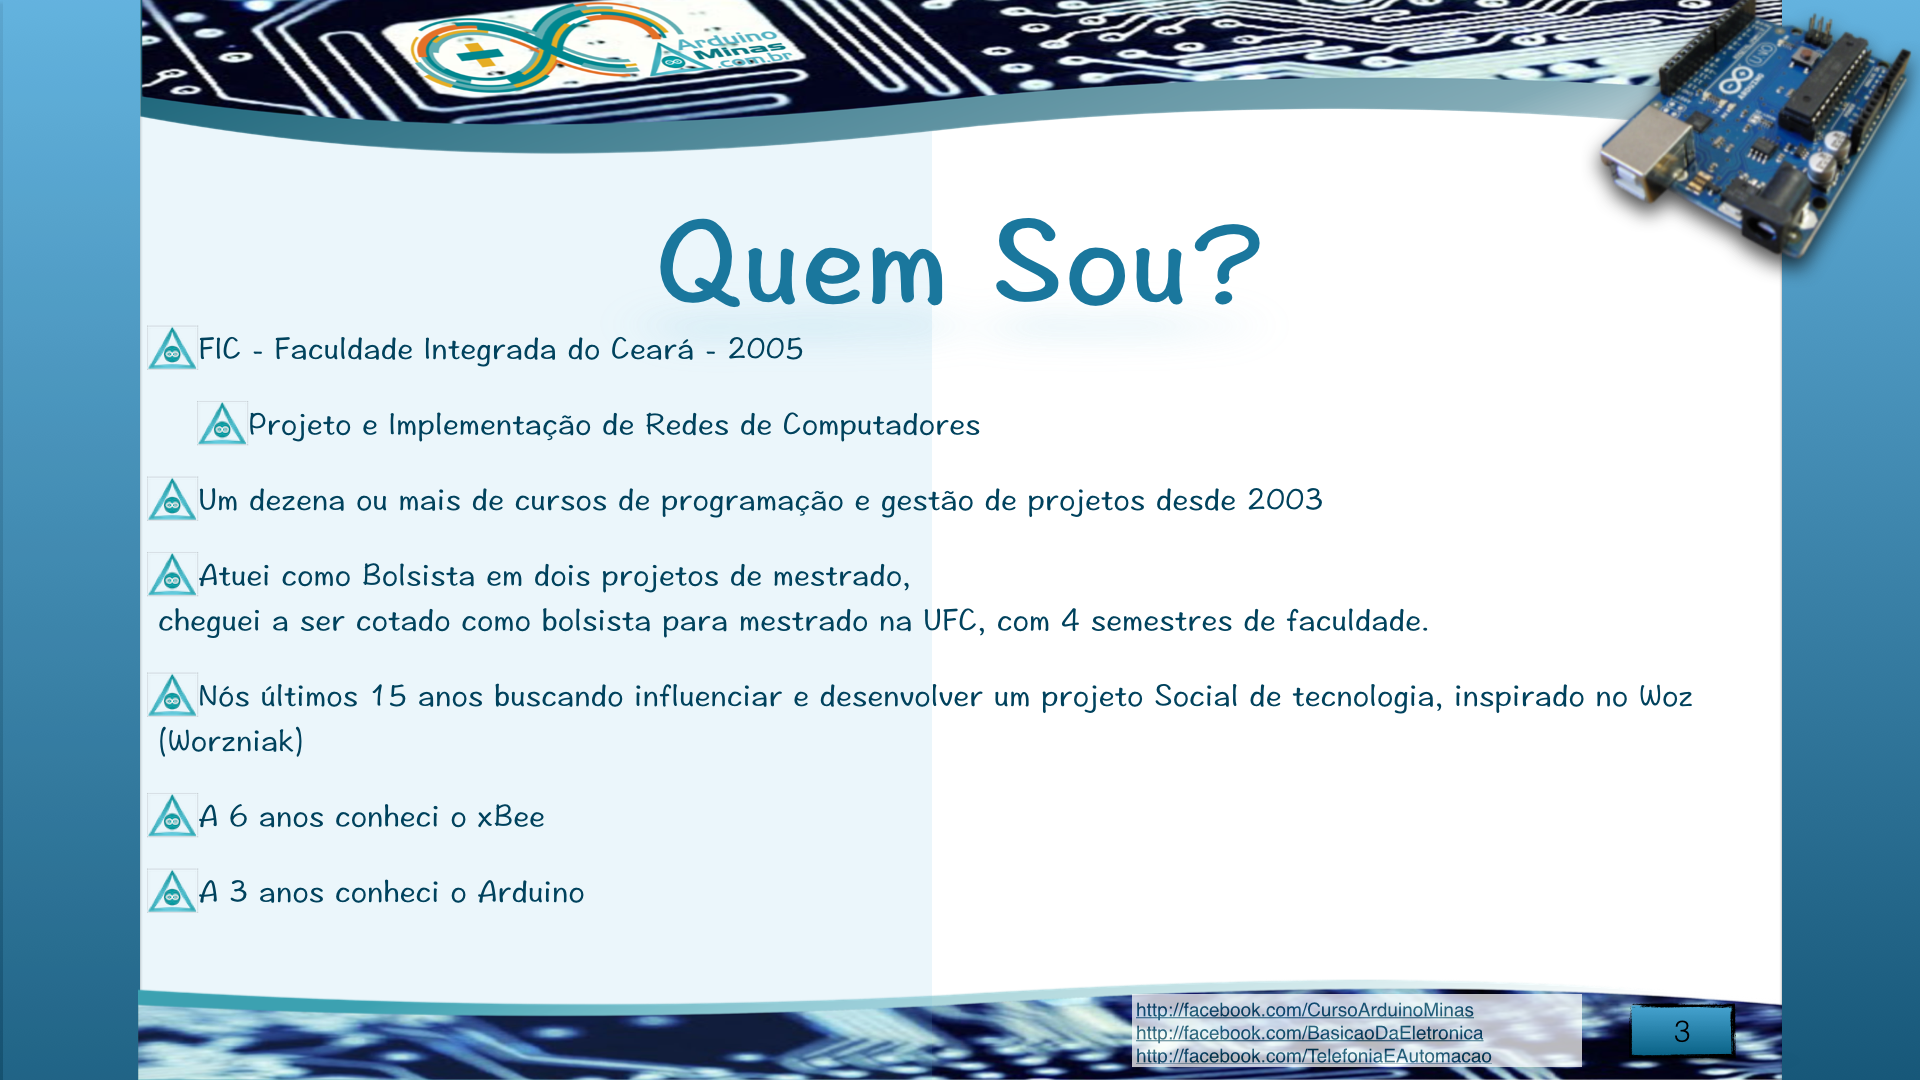 Arduino
Minas
.com.br
UNO
ARDUINO
Quem Sou?
FIC - Faculdade Integrada do Ceará - 2005
Projeto e Implementação de Redes de Computadores
Um dezena ou mais de cursos de programação e gestão de projetos desde 2003
Atuei como Bolsista em dois projetos de mestrado,
cheguei a ser cotado como bolsista para mestrado na UFC, com 4 semestres de faculdade.
Nós últimos 15 anos buscando influenciar e desenvolver um projeto Social de tecnologia, inspirado no Woz
(Worzniak)
A 6 anos conheci o xBee
A 3 anos conheci o Arduino
http://facebook.com/CursoArduinoMinas
http://facebook.com/BasicaoDaEletronica
http://facebook.com/TelefoniaEAutomacao
3